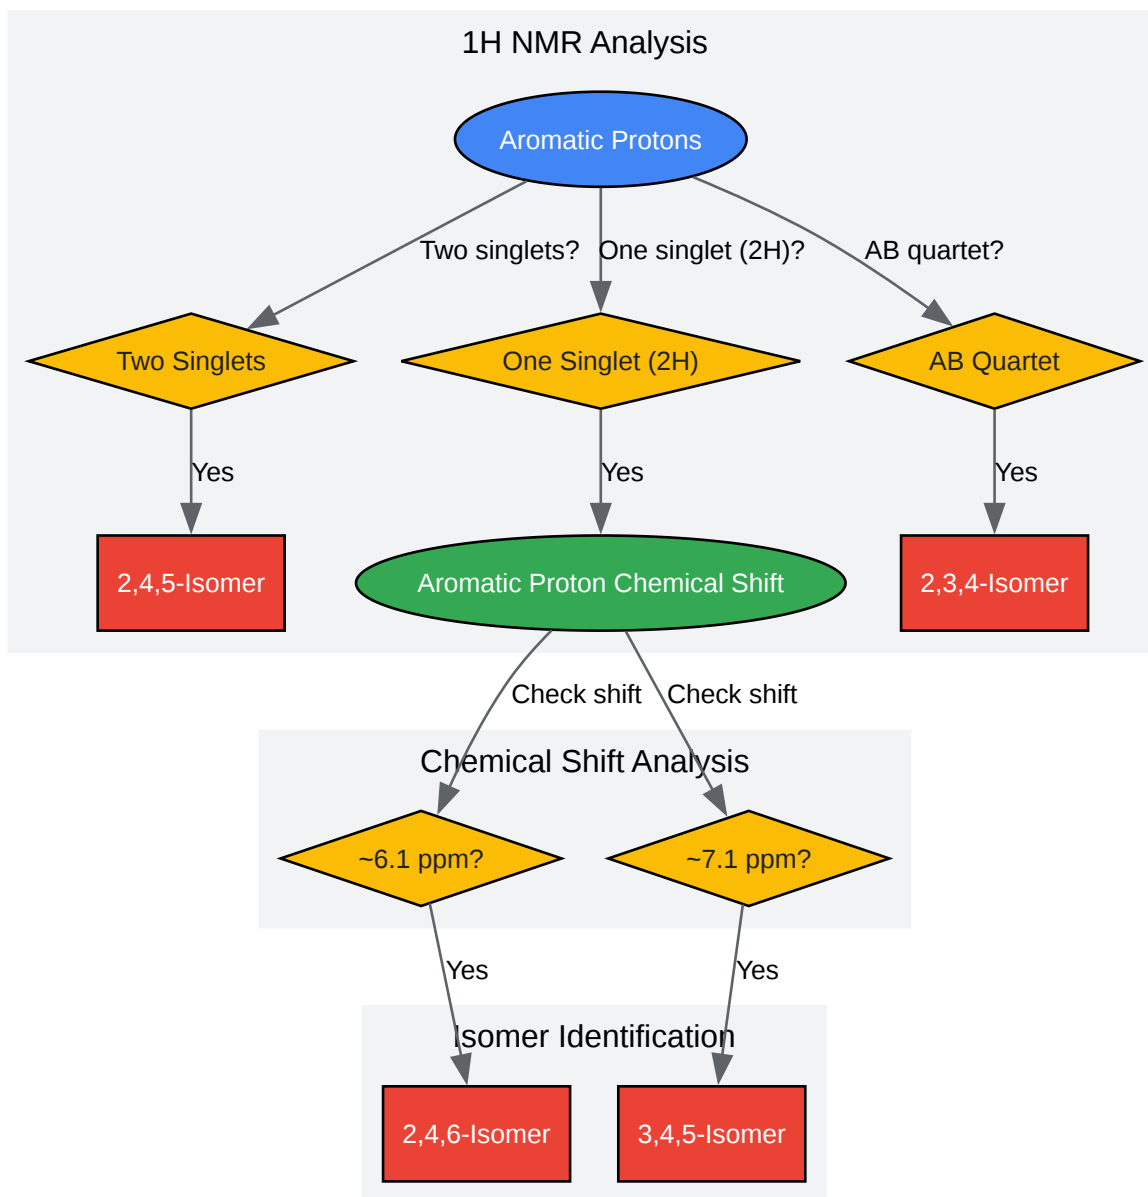 1H NMR Analysis
Aromatic Protons
Two singlets?
One singlet (2H)?
AB quartet?
Two Singlets
One Singlet (2H)
AB Quartet
Yes
Yes
Yes
2,4,5-Isomer
Aromatic Proton Chemical Shift
2,3,4-Isomer
Check shift
Check shift
Chemical Shift Analysis
~6.1 ppm?
~7.1 ppm?
Yes
Yes
Isomer Identification
2,4,6-Isomer
3,4,5-Isomer